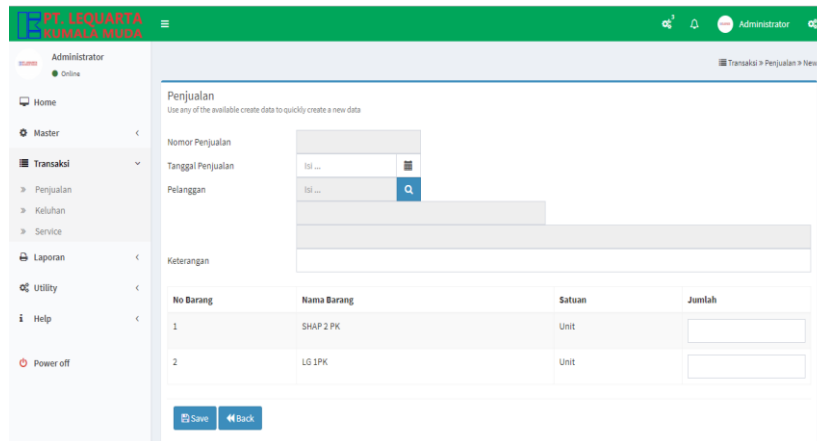 PT. LEQUARTA
KUMALA MUDA
3
Administrator
Administrator
Online
Transaksi » Penjualan » New
Home
Master
Transaksi
» Penjualan
» Keluhan
» Service
Laporan
Utility
Help
Power off
Penjualan
Use any of the available create data to quickly create a new data
Nomor Penjualan
Tanggal Penjualan Isi ...
Pelanggan Isi ...
Keterangan
No Barang Nama Barang Satuan Jumlah
1 SHAP 2 PK Unit
2 LG 1PK Unit
Save Back